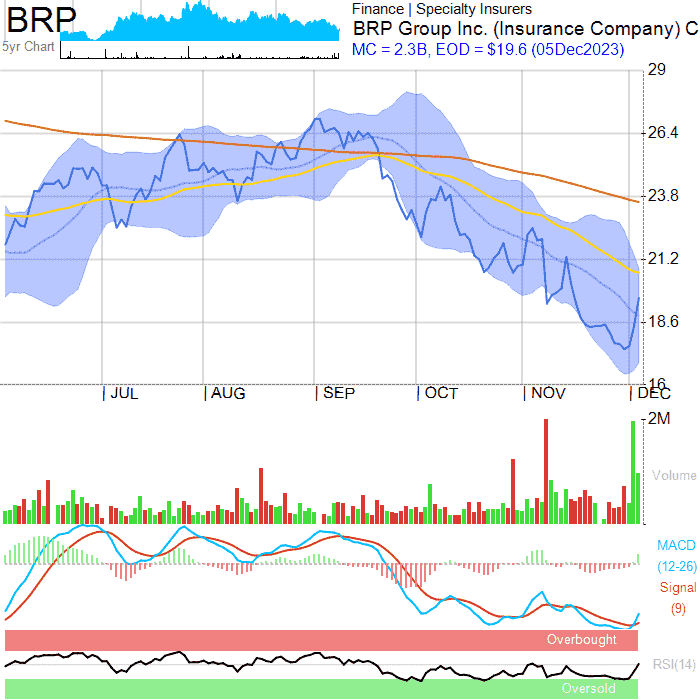 BRP
5yr Chart
Finance | Specialty Insurers
BRP Group Inc. (Insurance Company) C
MC = 2.3B, EOD = $19.6 (05Dec2023)
29
26.4
23.8
21.2
18.6
16
| JUL | AUG | SEP | OCT | NOV | DEC
2M
Volume
MACD
(12-26)
Signal
(9)
Overbought
RSI(14)
Oversold